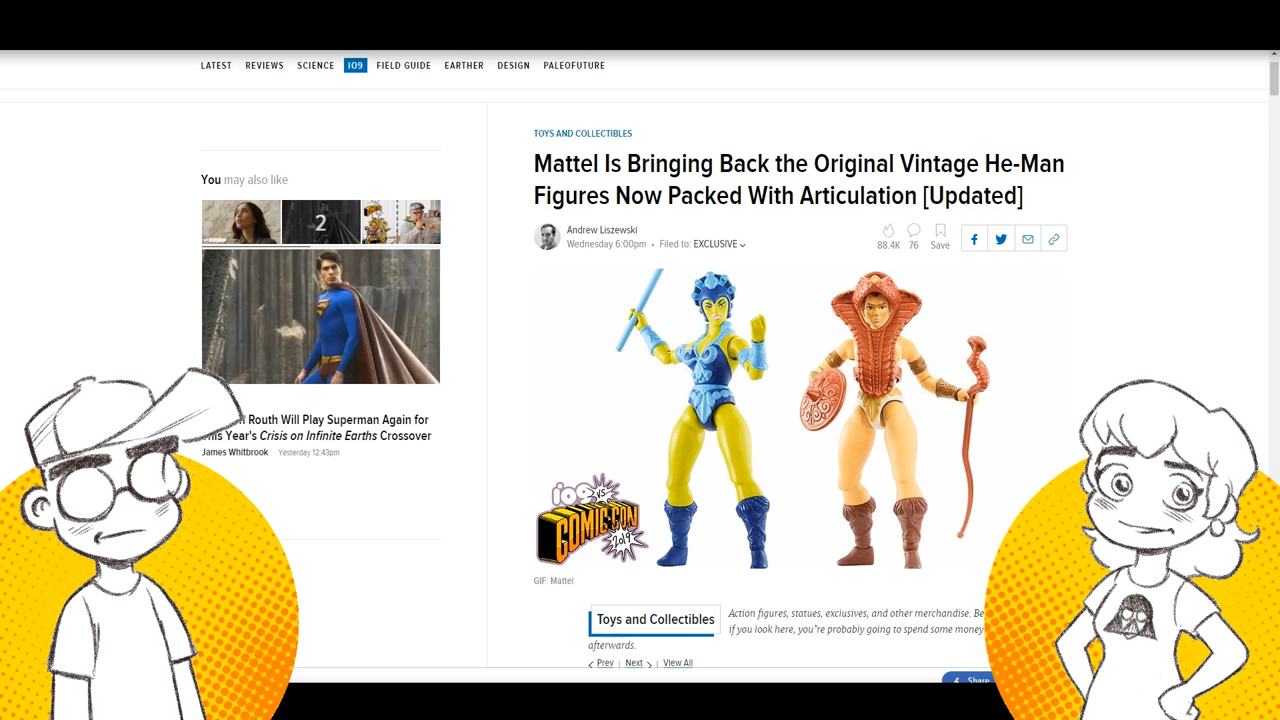 LATEST REVIEWS SCIENCE IO9 FIELD GUIDE EARTHER DESIGN PALEOFUTURE
You may also like
2
Routh Will Play Superman Again for
Year's Crisis on Infinite Earths Crossover
James Whitbrook Yesterday 12:43pm
TOYS AND COLLECTIBLES
Mattel Is Bringing Back the Original Vintage He-Man
Figures Now Packed With Articulation [Updated]
Andrew Liszewski
Wednesday 6:00pm • Filed to: EXCLUSIVE
88.4K 76 Save
io9 vs.
COMIC-CON
2019
GIF: Mattel
Toys and Collectibles
Action figures, statues, exclusives, and other merchandise. Be
if you look here, you're probably going to spend some money
afterwards.
Prev | Next | View All
Share